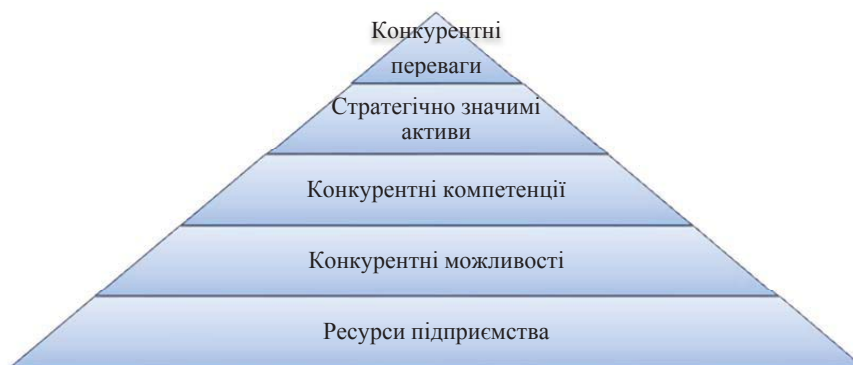 Конкурентні
переваги
Стратегічно значимі
активи
Конкурентні компетенції
Конкурентні можливості
Ресурси підприємства